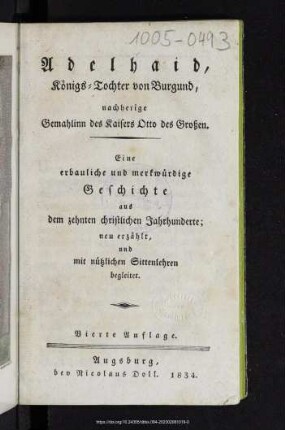 1005-0493
Adelhaid,
Königs-Tochter von Burgund,
nachherige
Gemahlinn des Kaisers Otto des Großen.
Eine
erbauliche und merkwürdige
Geschichte
aus
dem zehnten christlichen Jahrhunderte;
neu erzählt,
und
mit nützlichen Sittenlehren
begleitet.
Vierte Auflage.
Augsburg,
bey Nicolaus Doll. 1834.